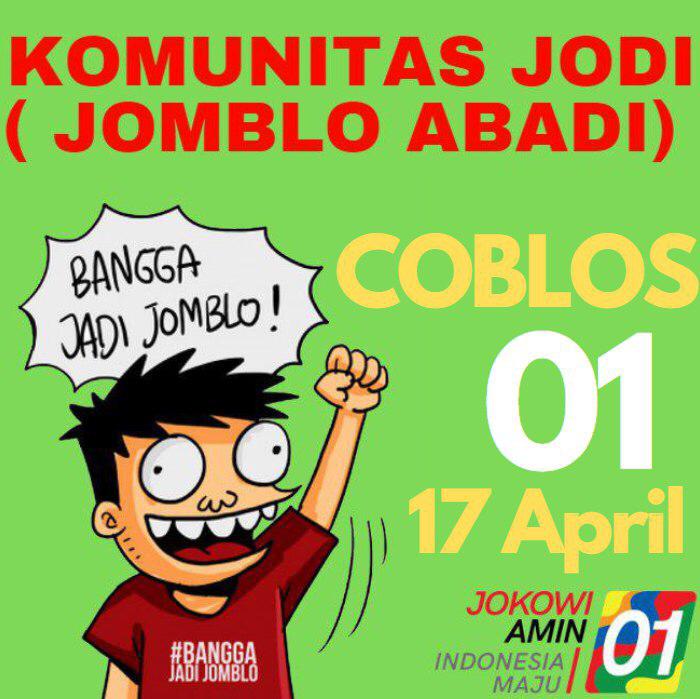 KOMUNITAS JODI
( JOMBLO ABADI)
BANGGA
JADI JOMBLO!
COBLOS
01
17 April
#BANGGA
JADI JOMBLO
JOKOWI
AMIN
INDONESIA
MAJU
01